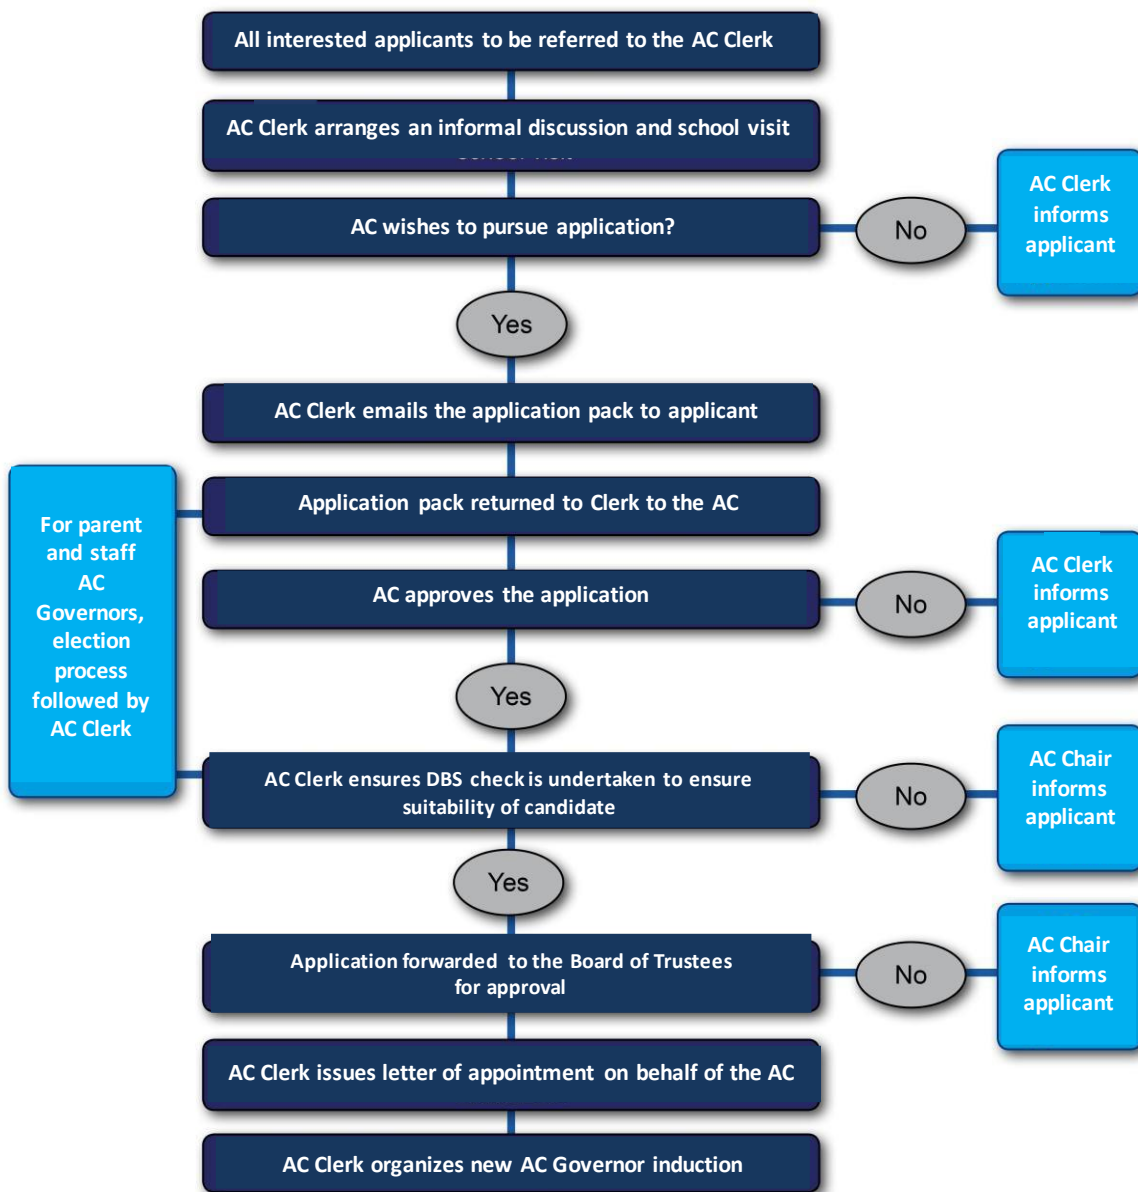 All interested applicants to be referred to the AC Clerk
AC Clerk arranges an informal discussion and school visit
AC wishes to pursue application?
No
AC Clerk
informs
applicant
Yes
AC Clerk emails the application pack to applicant
Application pack returned to Clerk to the AC
For parent
and staff
AC
Governors,
election
process
followed by
AC Clerk
AC approves the application
No
AC Clerk
informs
applicant
Yes
AC Clerk ensures DBS check is undertaken to ensure
suitability of candidate
No
AC Chair
informs
applicant
Yes
Application forwarded to the Board of Trustees
for approval
No
AC Chair
informs
applicant
AC Clerk issues letter of appointment on behalf of the AC
AC Clerk organizes new AC Governor induction